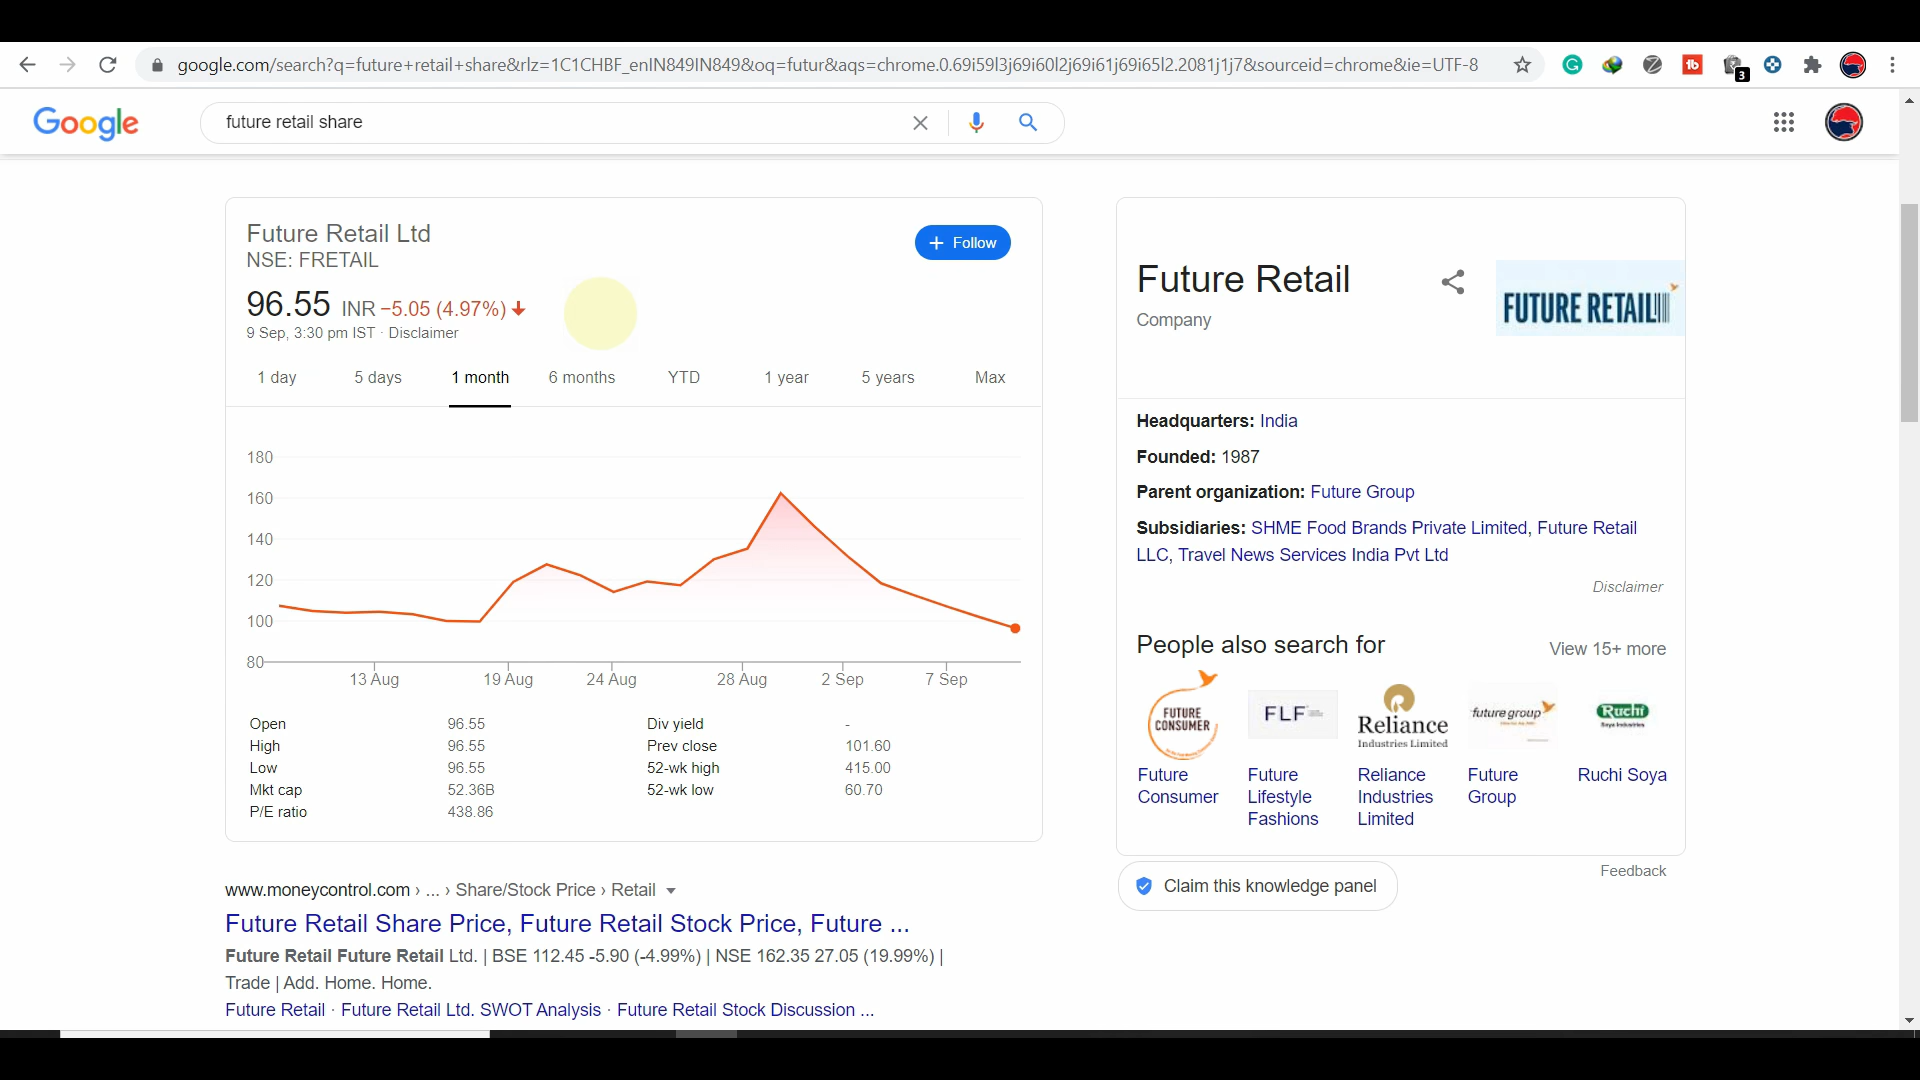 google.com/search?q=future+retail+share&rlz=1C1CHBF_enIN849IN849&oq=futur&aqs=chrome.0.69i59l3j69i60l2j69i61j69i65l2.2081j1j7&sourceid=chrome&ie=UTF-8
3
Google
future retail share
Future Retail Ltd
NSE: FRETAIL
+ Follow
96.55 INR −5.05 (4.97%)
9 Sep, 3:30 pm IST · Disclaimer
1 day 5 days 1 month 6 months YTD 1 year 5 years Max
180
160
140
120
100
80
13 Aug 19 Aug 24 Aug 28 Aug 2 Sep 7 Sep
Open 96.55 Div yield -
High 96.55 Prev close 101.60
Low 96.55 52-wk high 415.00
Mkt cap 52.36B 52-wk low 60.70
P/E ratio 438.86
www.moneycontrol.com › ... › Share/Stock Price › Retail
Future Retail Share Price, Future Retail Stock Price, Future ...
Future Retail Future Retail Ltd. | BSE 112.45 -5.90 (-4.99%) | NSE 162.35 27.05 (19.99%) |
Trade | Add. Home. Home.
Future Retail · Future Retail Ltd. SWOT Analysis · Future Retail Stock Discussion ...
Future Retail
Company
FUTURE RETAIL
Headquarters: India
Founded: 1987
Parent organization: Future Group
Subsidiaries: SHME Food Brands Private Limited, Future Retail
LLC, Travel News Services India Pvt Ltd
Disclaimer
People also search for
View 15+ more
FUTURE
CONSUMER
FLF
Reliance
Industries Limited
future group
Ruchi
Soya Industries
Future
Consumer
Future
Lifestyle
Fashions
Reliance
Industries
Limited
Future
Group
Ruchi Soya
Feedback
Claim this knowledge panel